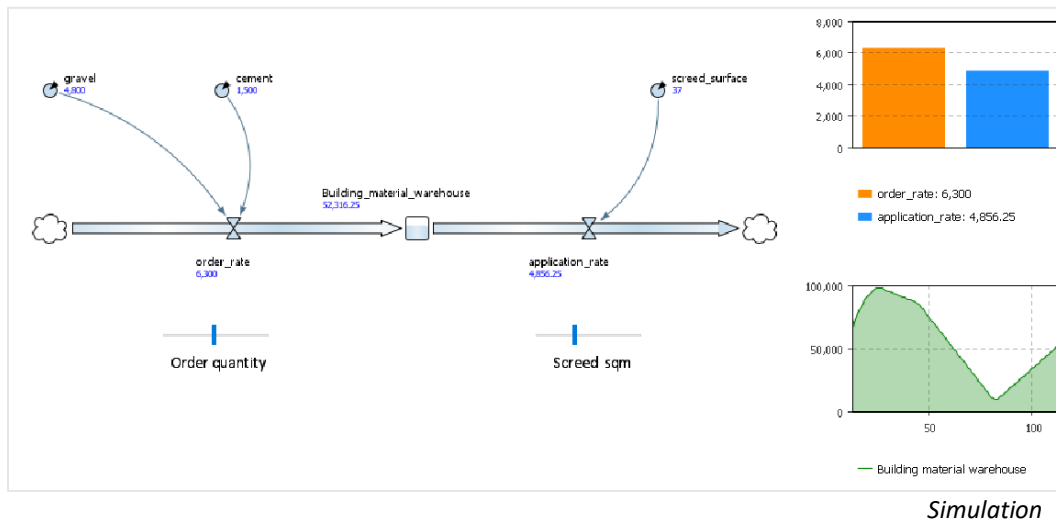 gravel
4,800
cement
1,500
screed_surface
37
Building_material_warehouse
52,316.25
order_rate
6,300
application_rate
4,856.25
Order quantity
Screed sqm
8,000
6,000
4,000
2,000
0
order_rate: 6,300
application_rate: 4,856.25
100,000
50,000
0
50
100
Building material warehouse
Simulation